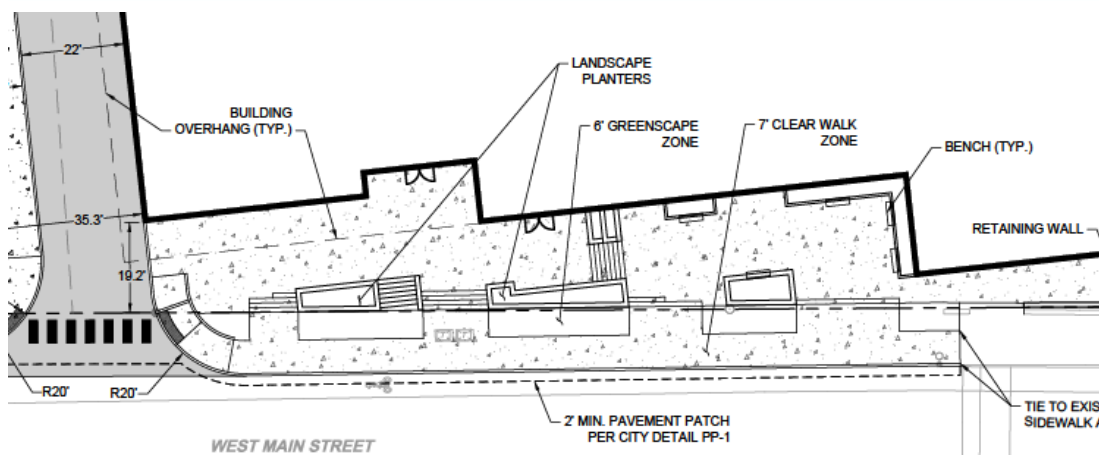 22'
LANDSCAPE
PLANTERS
BUILDING
OVERHANG (TYP.)
6' GREENSCAPE
ZONE
7' CLEAR WALK
ZONE
BENCH (TYP.)
35.3'
RETAINING WALL
19.2'
R20'
R20'
2' MIN. PAVEMENT PATCH
PER CITY DETAIL PP-1
TIE TO EXIS
SIDEWALK A
WEST MAIN STREET